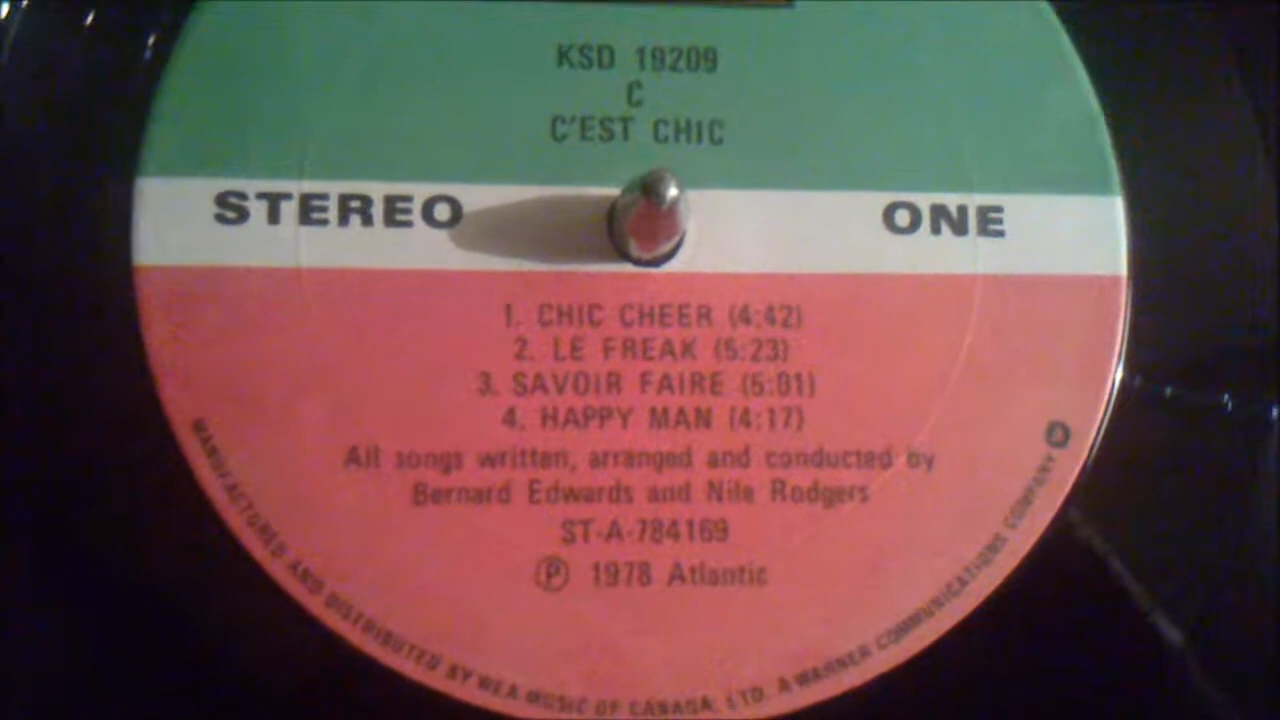 KSD 19209
C
C'EST CHIC
STEREO
ONE
1. CHIC CHEER (4:42)
2. LE FREAK (5:23)
3. SAVOIR FAIRE (5:01)
4. HAPPY MAN (4:17)
All songs written, arranged and conducted by
Bernard Edwards and Nile Rodgers
ST-A-784169
Ⓟ 1978 Atlantic
MANUFACTURED AND DISTRIBUTED BY WEA MUSIC OF CANADA, LTD. A WARNER COMMUNICATIONS COMPANY